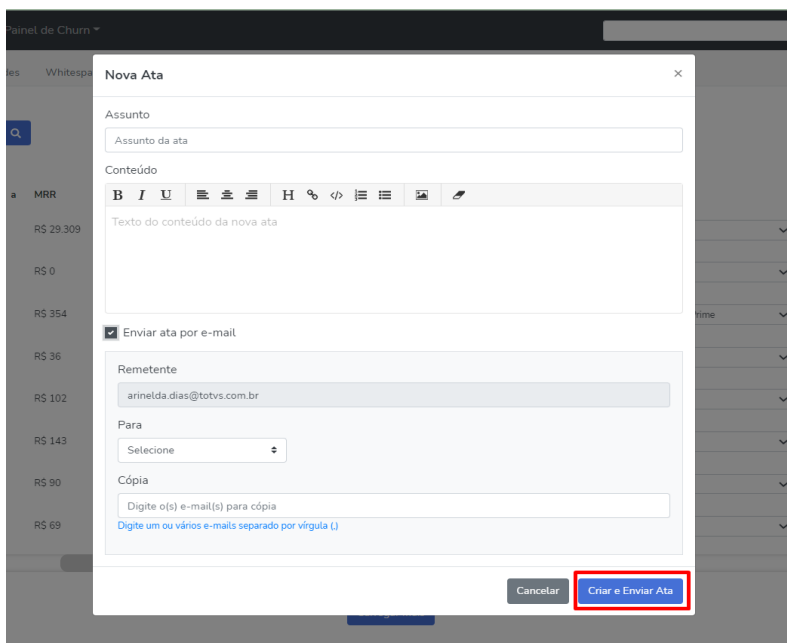 Painel de Churn
des Whitespa
Nova Ata
×
Assunto
Assunto da ata
Conteúdo
B I U H </>
Texto do conteúdo da nova ata
Enviar ata por e-mail
Remetente
arinelda.dias@totvs.com.br
Para
Selecione
Cópia
Digite o(s) e-mail(s) para cópia
Digite um ou vários e-mails separado por vírgula (,)
Cancelar
Criar e Enviar Ata
a MRR
R$ 29.309
R$ 0
R$ 354
R$ 36
R$ 102
R$ 143
R$ 90
R$ 69